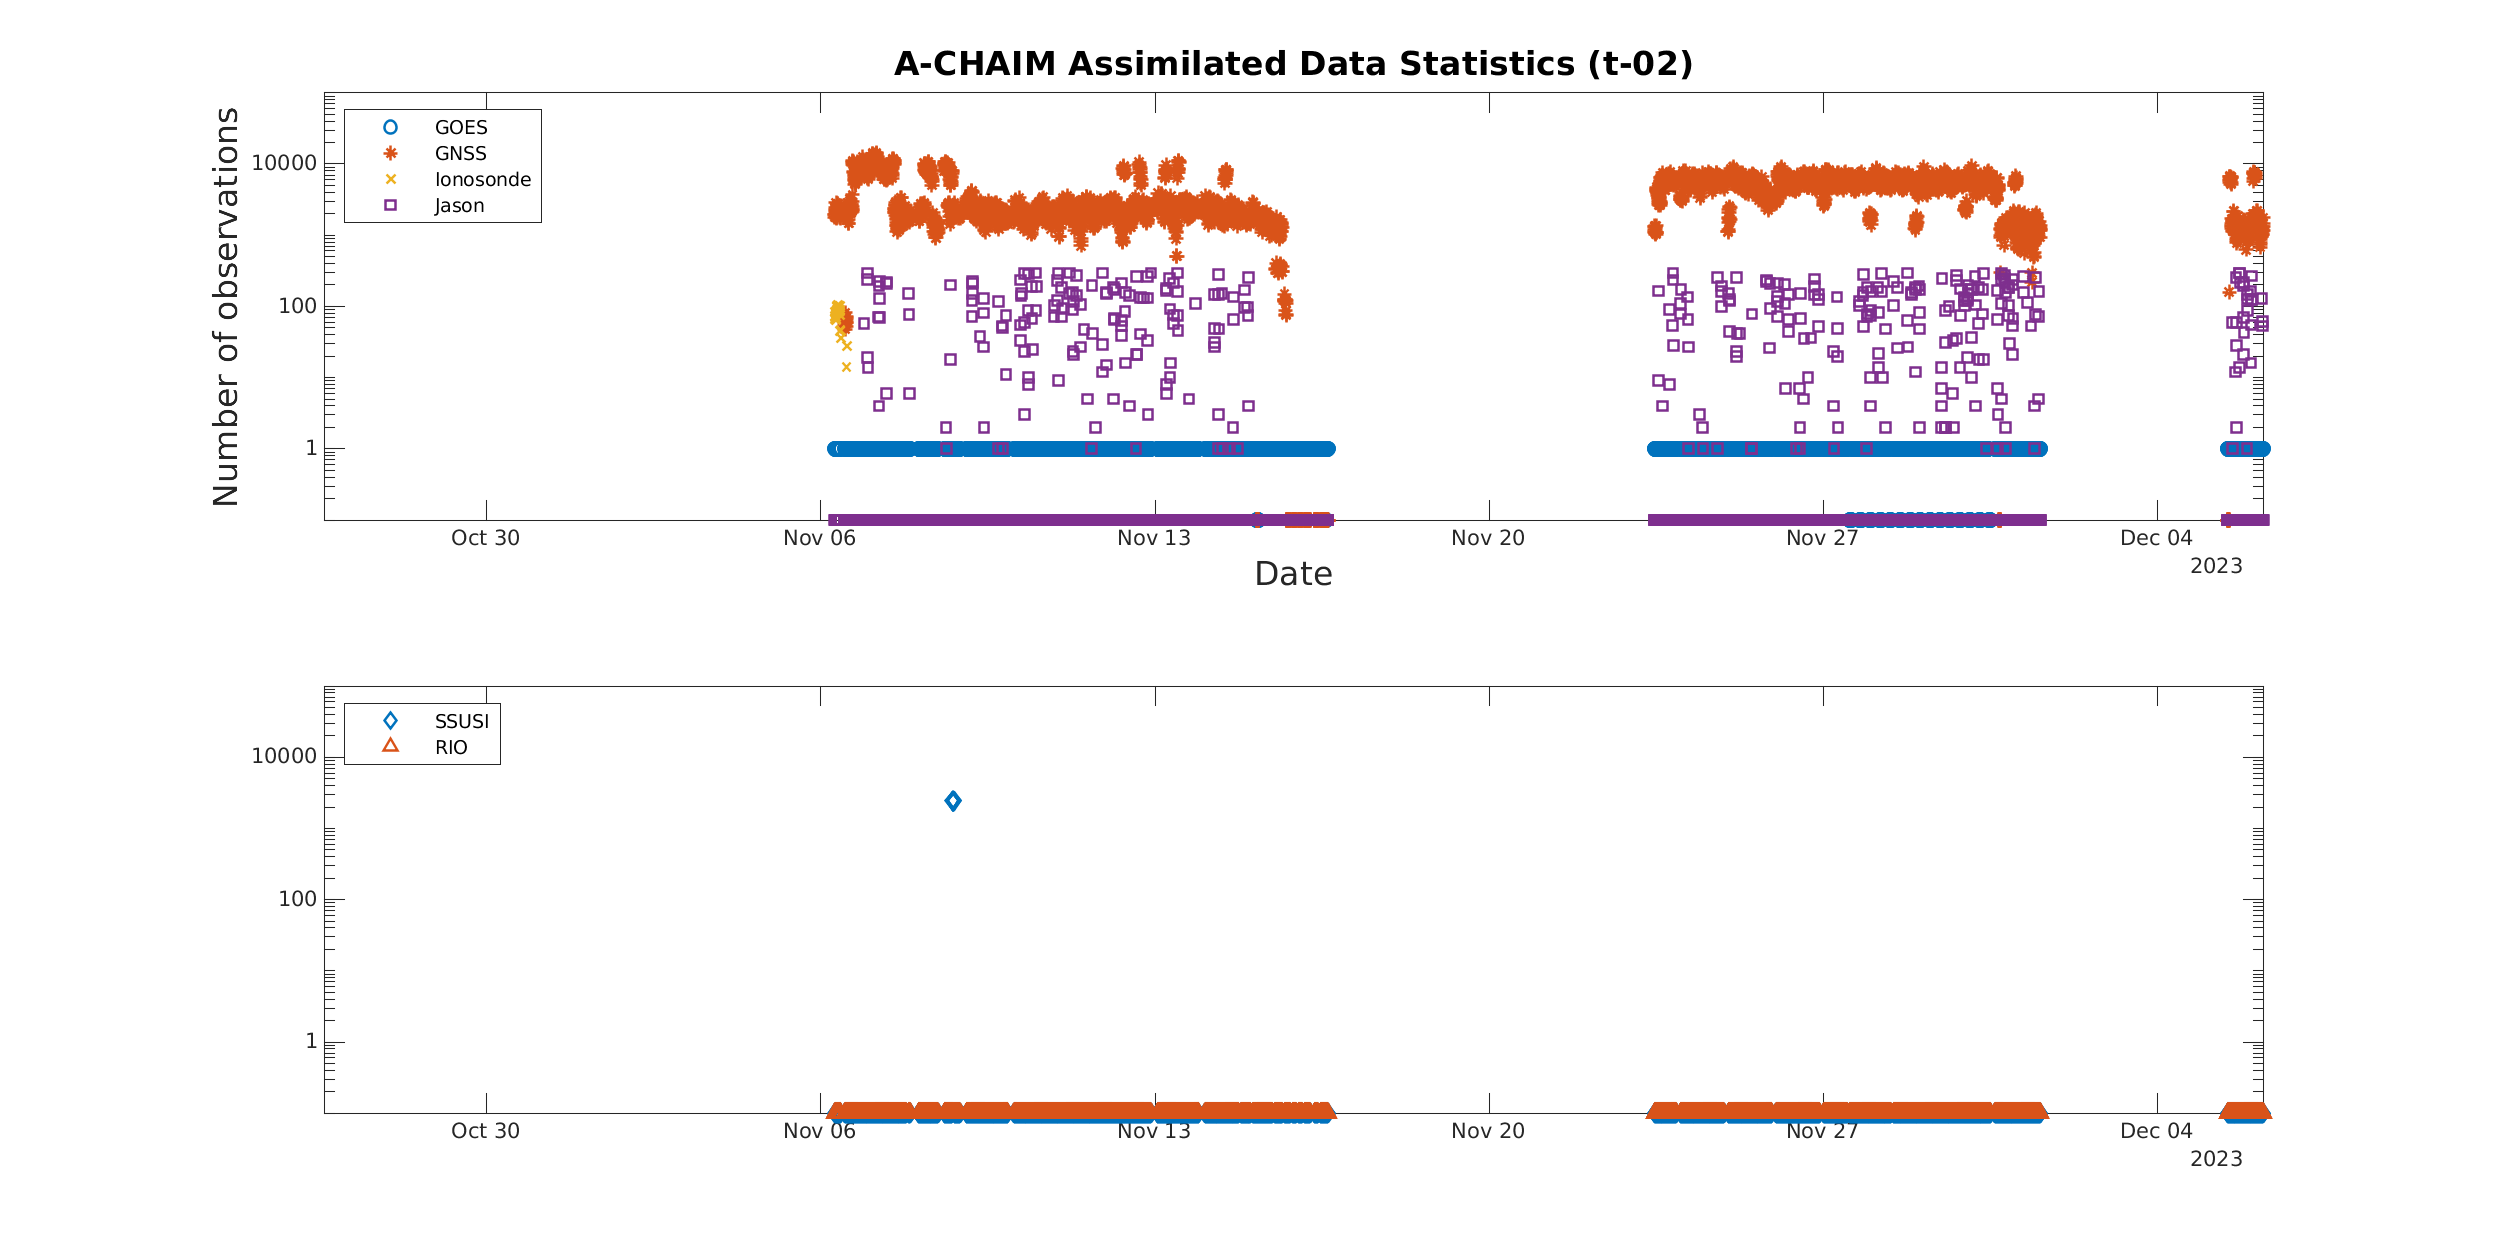 A-CHAIM Assimilated Data Statistics (t-02)
Number of observations
10000
100
1
GOES
GNSS
Ionosonde
Jason
Oct 30 Nov 06 Nov 13 Nov 20 Nov 27 Dec 04
2023
Date
10000
100
1
SSUSI
RIO
Oct 30 Nov 06 Nov 13 Nov 20 Nov 27 Dec 04
2023